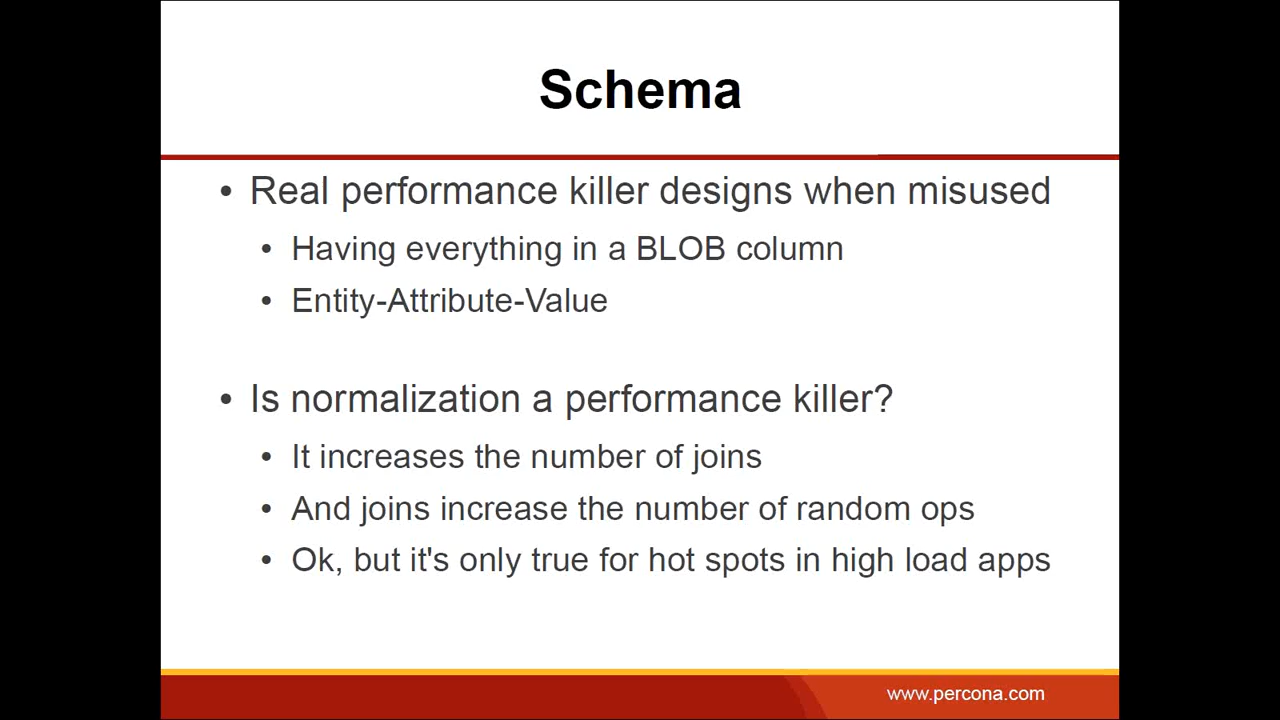 Schema
• Real performance killer designs when misused
• Having everything in a BLOB column
• Entity-Attribute-Value
• Is normalization a performance killer?
• It increases the number of joins
• And joins increase the number of random ops
• Ok, but it's only true for hot spots in high load apps
www.percona.com